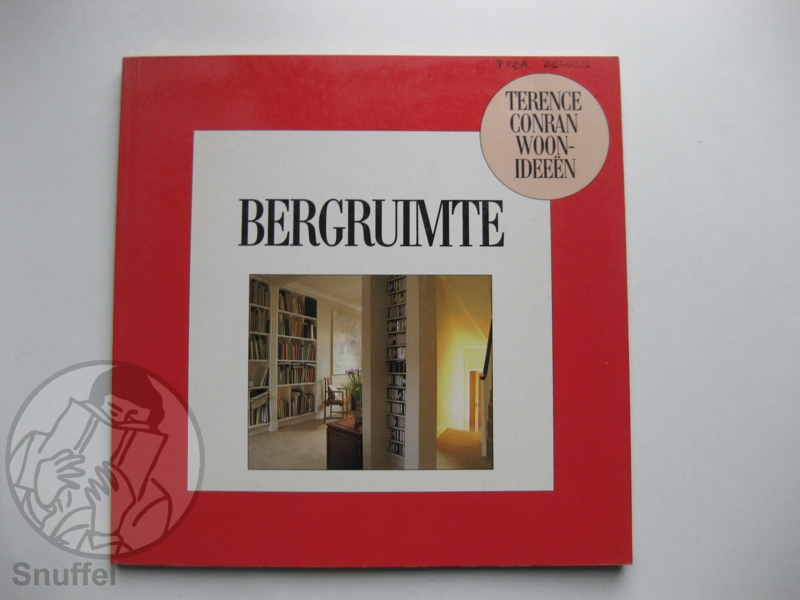 TERENCE
CONRAN
WOON-
IDEEËN
BERGRUIMTE
Snuffel